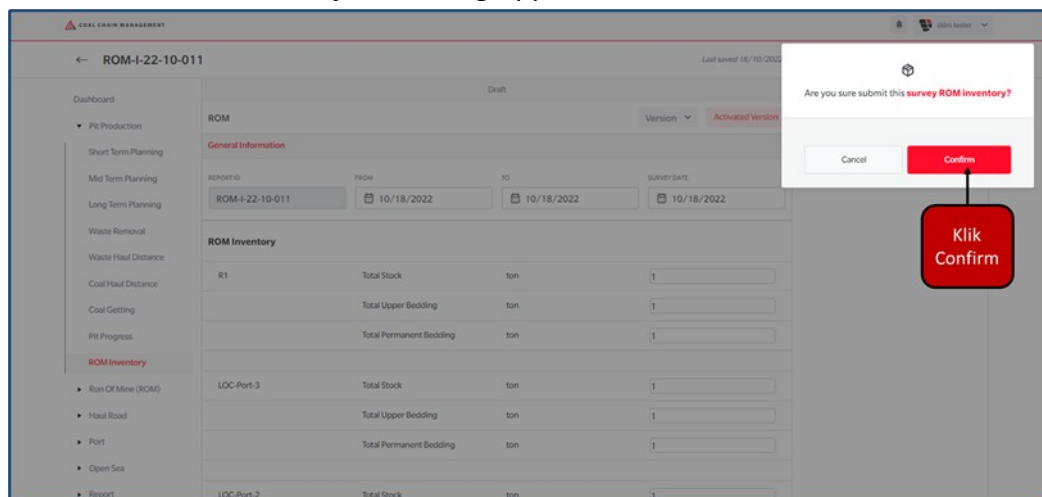 COAL CHAIN MANAGEMENT
sidm tester
← ROM-I-22-10-011
Last saved 18/10/2022
Are you sure submit this survey ROM inventory?
Cancel
Confirm
Klik
Confirm
Dashboard
Pit Production
Short Term Planning
Mid Term Planning
Long Term Planning
Waste Removal
Waste Haul Distance
Coal Haul Distance
Coal Getting
Pit Progress
ROM Inventory
Run Of Mine (ROM)
Haul Road
Port
Open Sea
Report
Draft
ROM
Version
Activated Version
General Information
REPORT ID
FROM
TO
SURVEY DATE
ROM-I-22-10-011
10/18/2022
10/18/2022
10/18/2022
ROM Inventory
R1 Total Stock ton 1
Total Upper Bedding ton 1
Total Permanent Bedding ton 1
LOC-Port-3 Total Stock ton 1
Total Upper Bedding ton 1
Total Permanent Bedding ton 1
LOC-Port-2 Total Stock ton 1